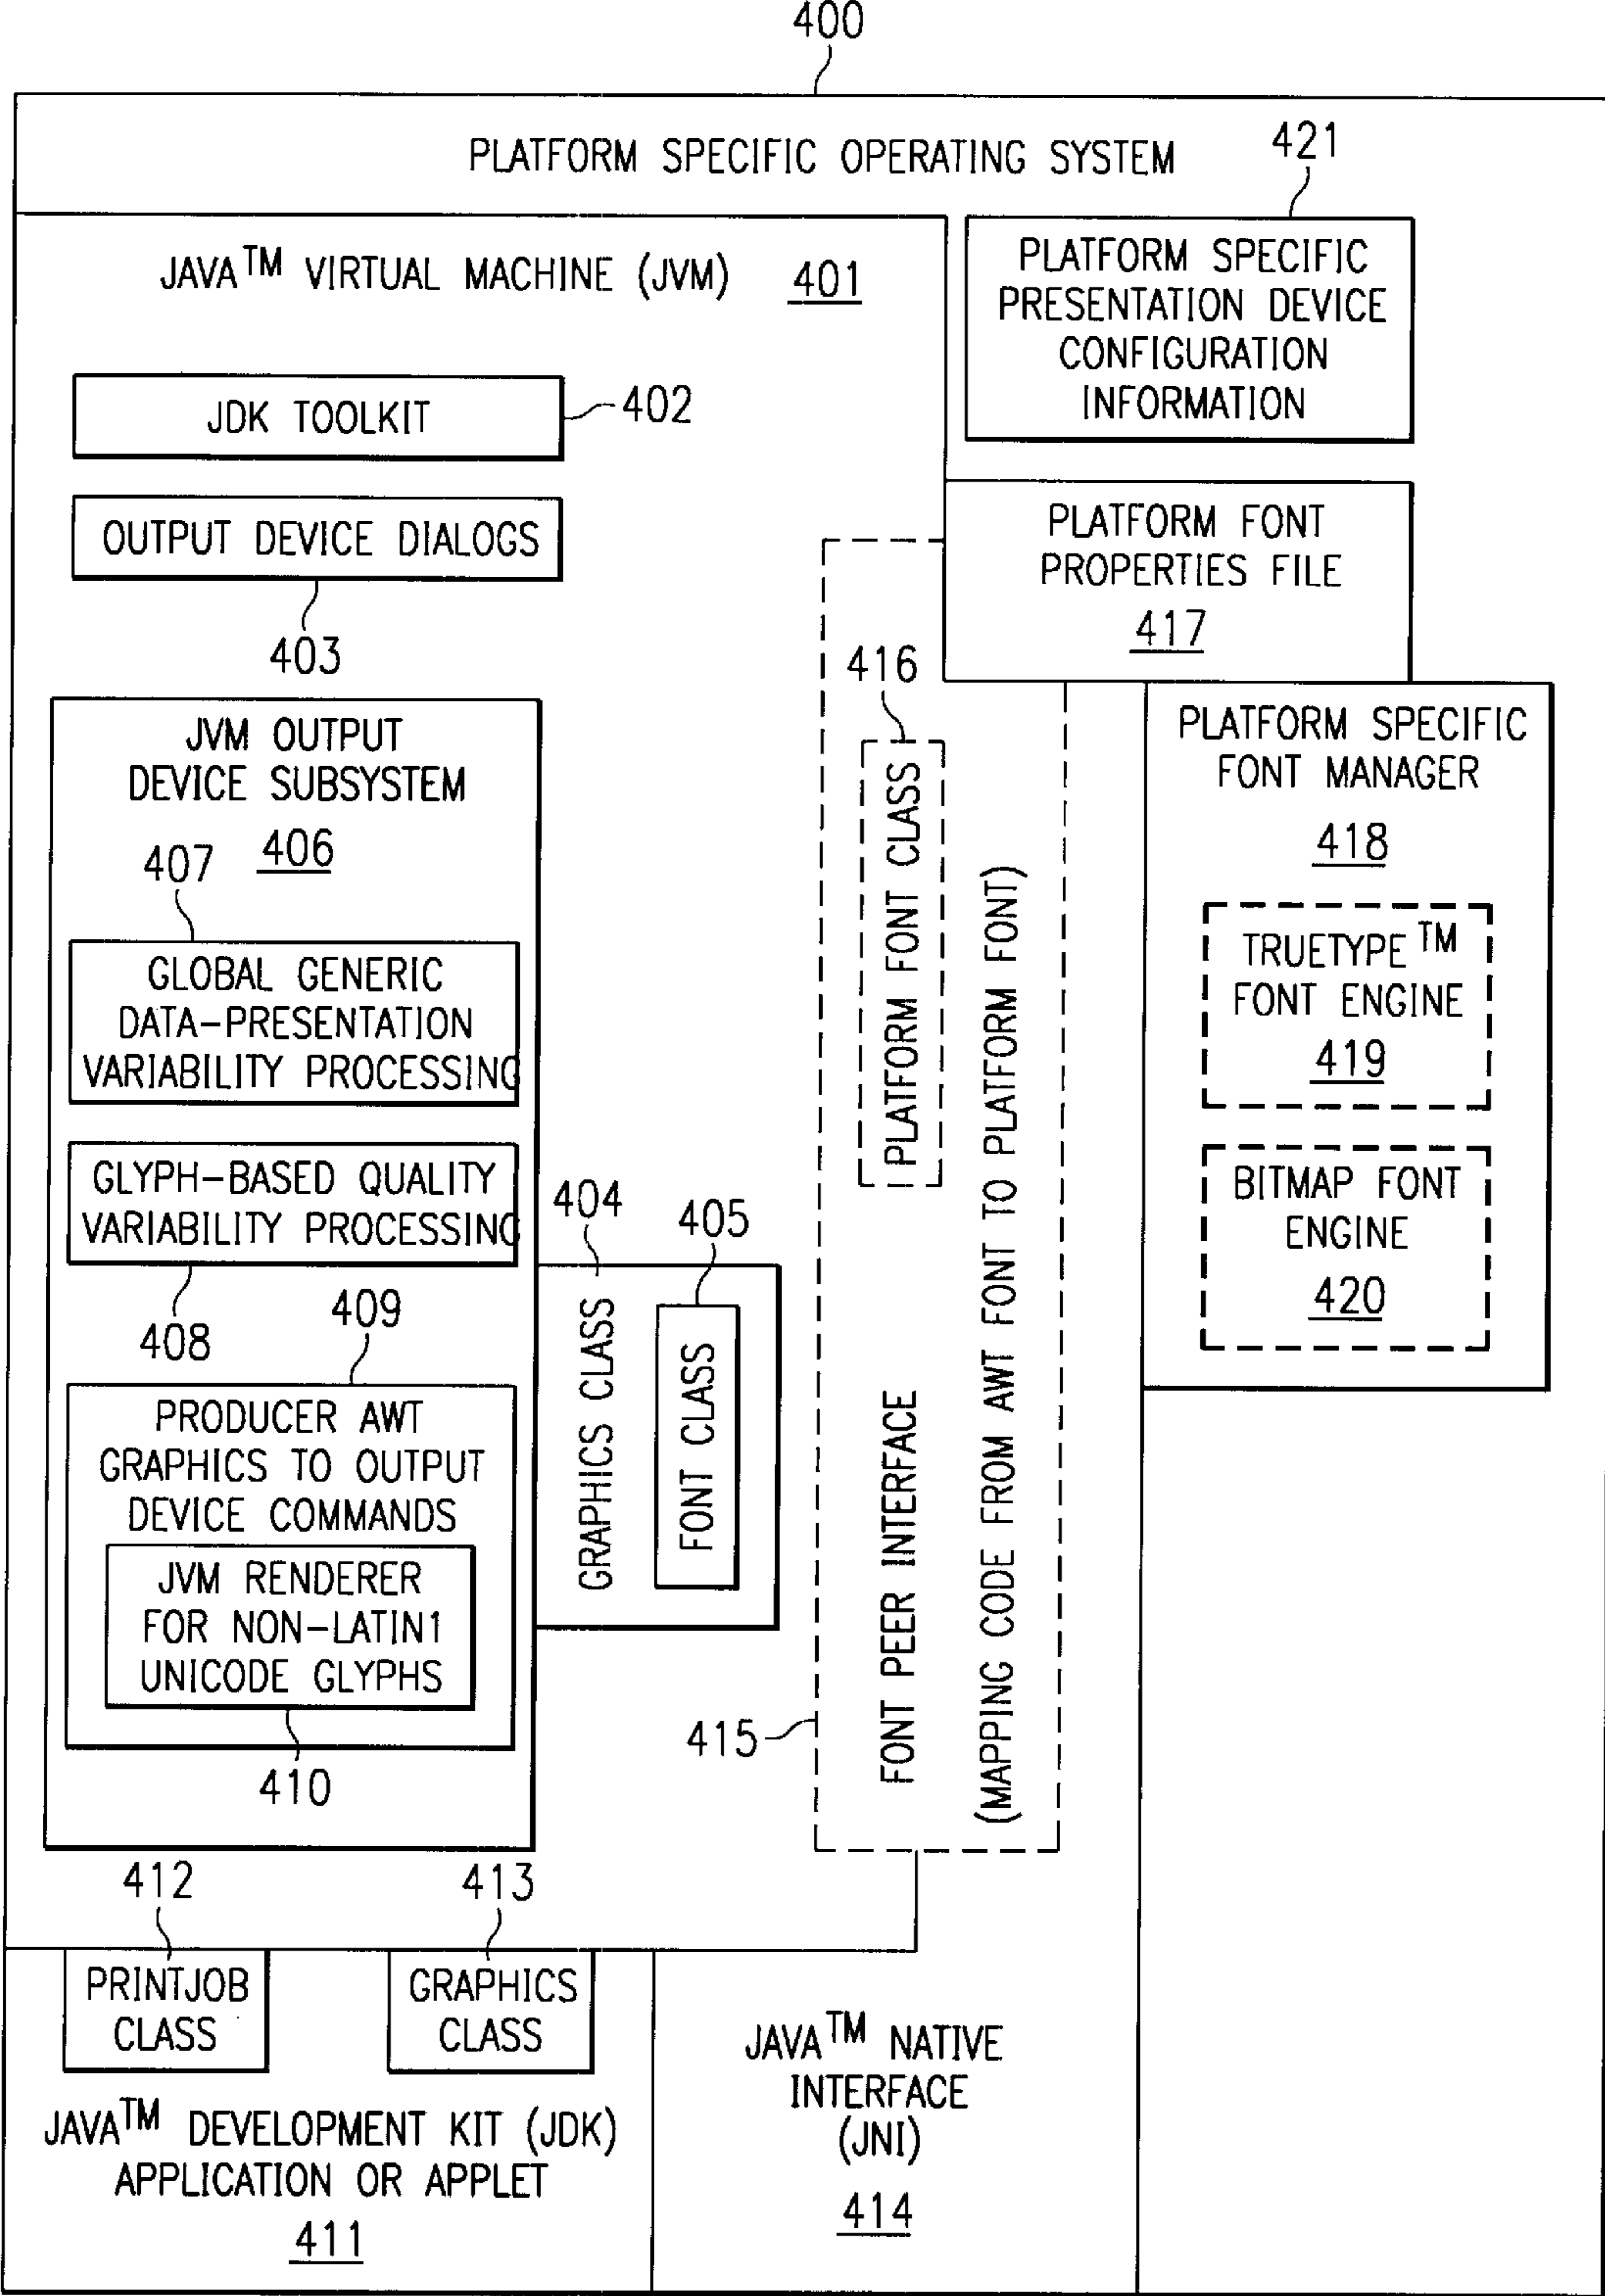 400
PLATFORM SPECIFIC OPERATING SYSTEM
421
JAVA™ VIRTUAL MACHINE (JVM) 401
PLATFORM SPECIFIC
PRESENTATION DEVICE
CONFIGURATION
INFORMATION
JDK TOOLKIT
402
OUTPUT DEVICE DIALOGS
403
PLATFORM FONT
PROPERTIES FILE
417
416
PLATFORM FONT CLASS
JVM OUTPUT
DEVICE SUBSYSTEM
406
407
GLOBAL GENERIC
DATA-PRESENTATION
VARIABILITY PROCESSING
GLYPH-BASED QUALITY
VARIABILITY PROCESSING
408
409
PRODUCER AWT
GRAPHICS TO OUTPUT
DEVICE COMMANDS
JVM RENDERER
FOR NON-LATIN1
UNICODE GLYPHS
410
404
GRAPHICS CLASS
405
FONT CLASS
415
FONT PEER INTERFACE
(MAPPING CODE FROM AWT FONT TO PLATFORM FONT)
PLATFORM SPECIFIC
FONT MANAGER
418
TRUETYPE™
FONT ENGINE
419
BITMAP FONT
ENGINE
420
412
PRINTJOB
CLASS
413
GRAPHICS
CLASS
JAVA™ DEVELOPMENT KIT (JDK)
APPLICATION OR APPLET
411
JAVA™ NATIVE
INTERFACE
(JNI)
414